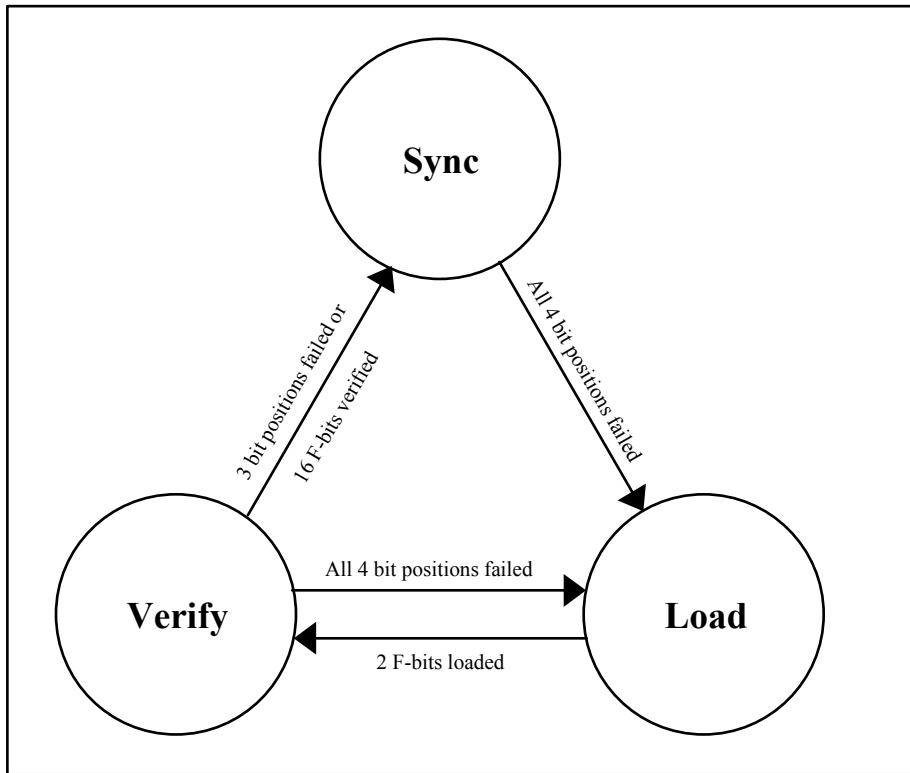 Sync
3 bit positions failed or
16 F-bits verified
All 4 bit positions failed
All 4 bit positions failed
Verify
Load
2 F-bits loaded